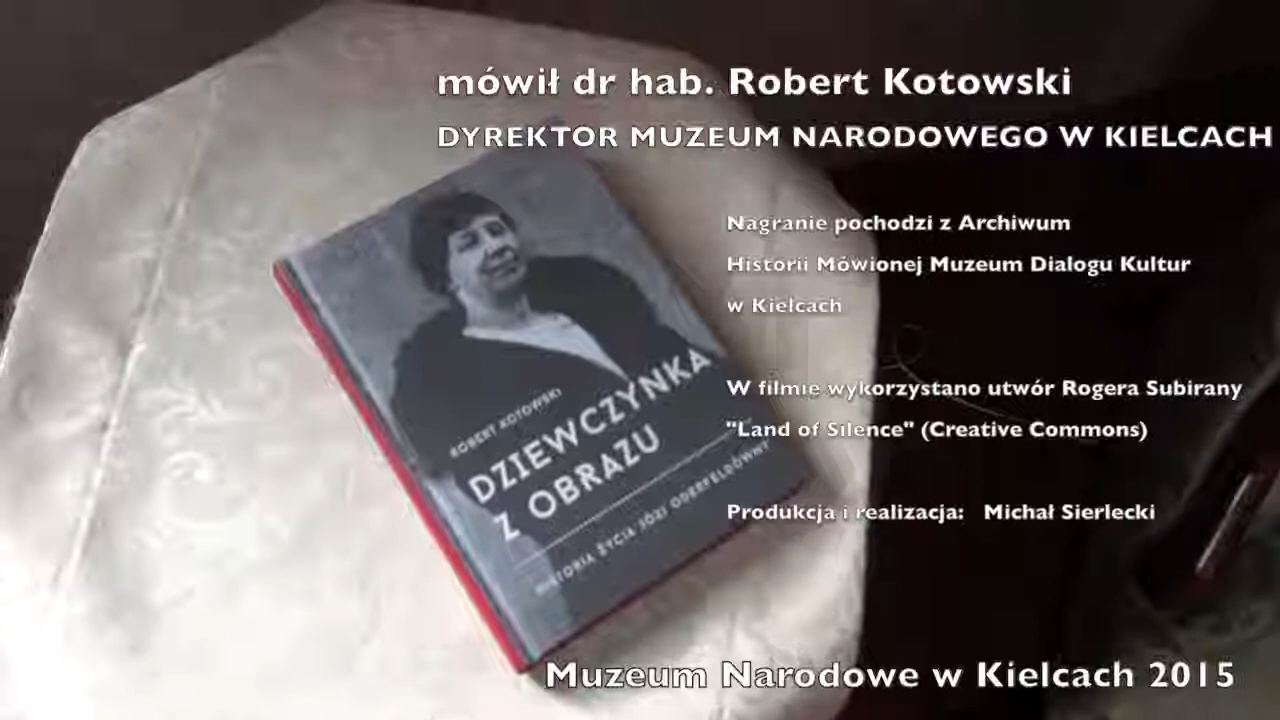 mówił dr hab. Robert Kotowski
DYREKTOR MUZEUM NARODOWEGO W KIELCACH
Nagranie pochodzi z Archiwum
Historii Mówionej Muzeum Dialogu Kultur
w Kielcach
W filmie wykorzystano utwór Rogera Subirany
"Land of Silence" (Creative Commons)
Produkcja i realizacja: Michał Sierlecki
Muzeum Narodowe w Kielcach 2015
ROBERT KOTOWSKI
DZIEWCZYNKA
Z OBRAZU
HISTORIA ŻYCIA JÓZI ODERFELDÓWNY